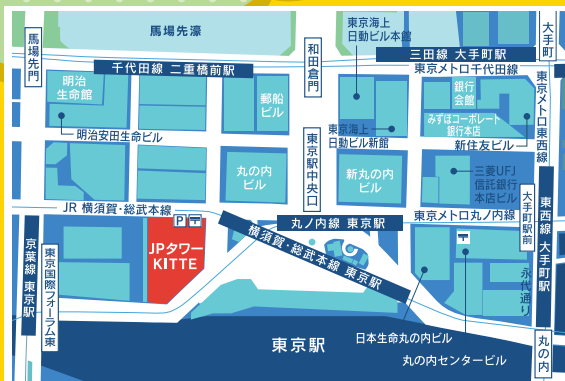 馬場先濠
東京海上
日動ビル本館
大手町
馬場先門
和田倉門
三田線 大手町駅
千代田線 二重橋前駅
東京メトロ千代田線
明治
生命館
郵船
ビル
銀行
会館
東京メトロ東西線
みずほコーポレート
銀行本店
明治安田生命ビル
東京海上
日動ビル新館
新住友ビル
東京駅中央口
丸の内
ビル
新丸の内
ビル
三菱UFJ
信託銀行
本店ビル
東西線 大手町駅
大手町駅前
JR 横須賀・総武本線
P
〒
丸ノ内線 東京駅
東京メトロ丸ノ内線
横須賀・総武本線 東京駅
京葉線 東京駅
東京国際フォーラム東
JPタワー
KITTE
〒
永代通り
東京駅
日本生命丸の内ビル
丸の内センタービル
丸の内